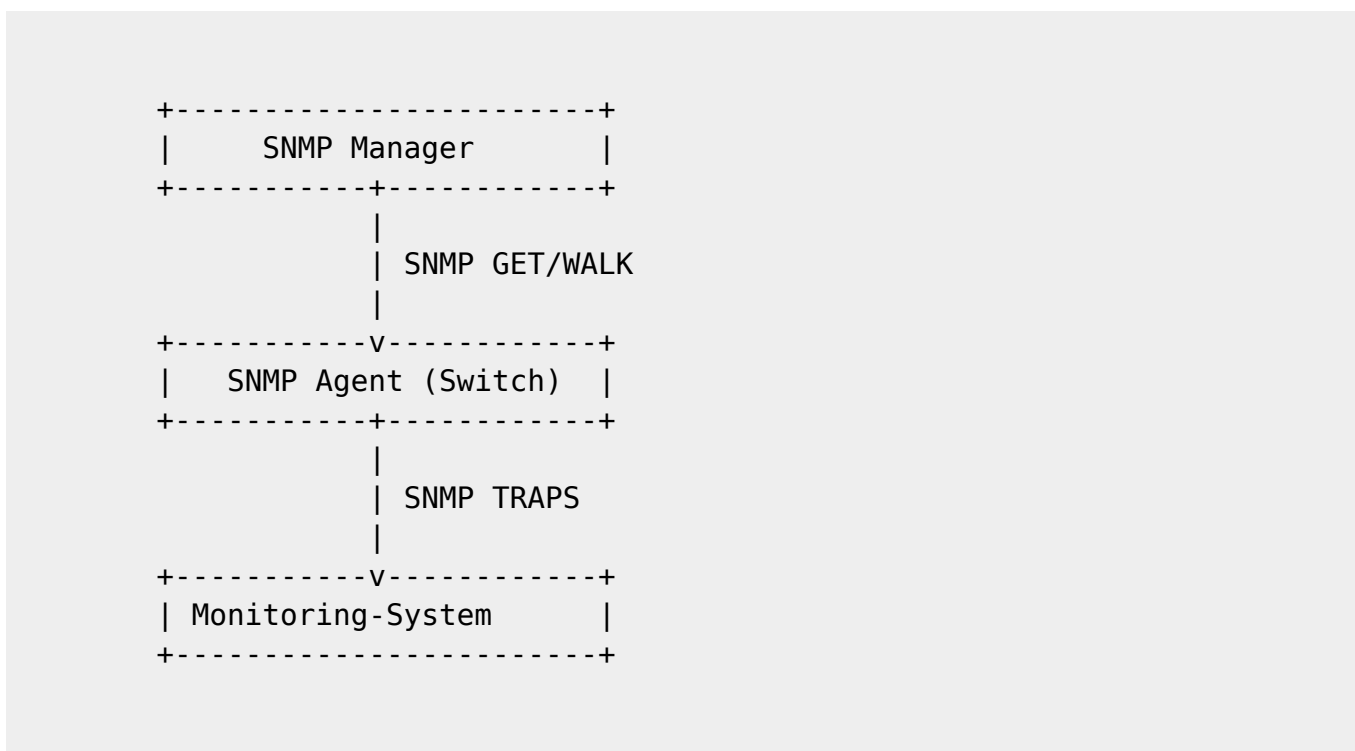 +------------------------+
|     SNMP Manager       |
+-----------+------------+
            |
            | SNMP GET/WALK
            |
+-----------v------------+
|   SNMP Agent (Switch)  |
+-----------+------------+
            |
            | SNMP TRAPS
            |
+-----------v------------+
| Monitoring-System      |
+------------------------+